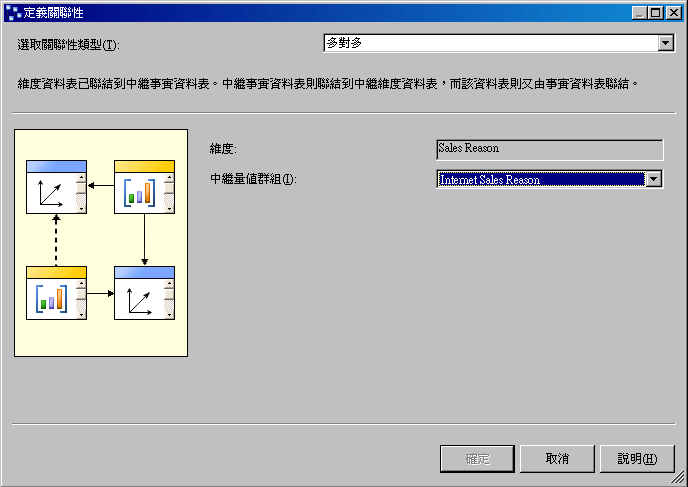 定義關聯性
選取關聯性類型(T):
多對多
維度資料表已聯結到中繼事實資料表。中繼事實資料表則聯結到中繼維度資料表，而該資料表則又由事實資料表聯結。
維度:
Sales Reason
中繼量值群組(I):
Internet Sales Reason
確定
取消
說明(H)